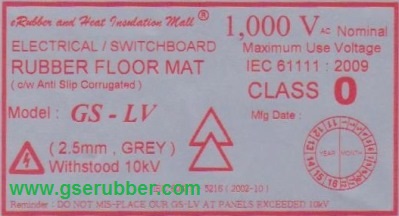 eRubber and Heat Insulation Mall ®
ELECTRICAL / SWITCHBOARD
RUBBER FLOOR MAT
( c/w Anti Slip Corrugated )
Model : GS - LV
( 2.5mm , GREY )
Withstood 10kV
1,000 V AC Nominal
Maximum Use Voltage
IEC 61111 : 2009
CLASS 0
Mfg Date :
YEAR MONTH
www.gserubber.com
5216 ( 2002-10 )
Reminder : DO NOT MIS-PLACE OUR GS-LV AT PANELS EXCEEDED 10kV